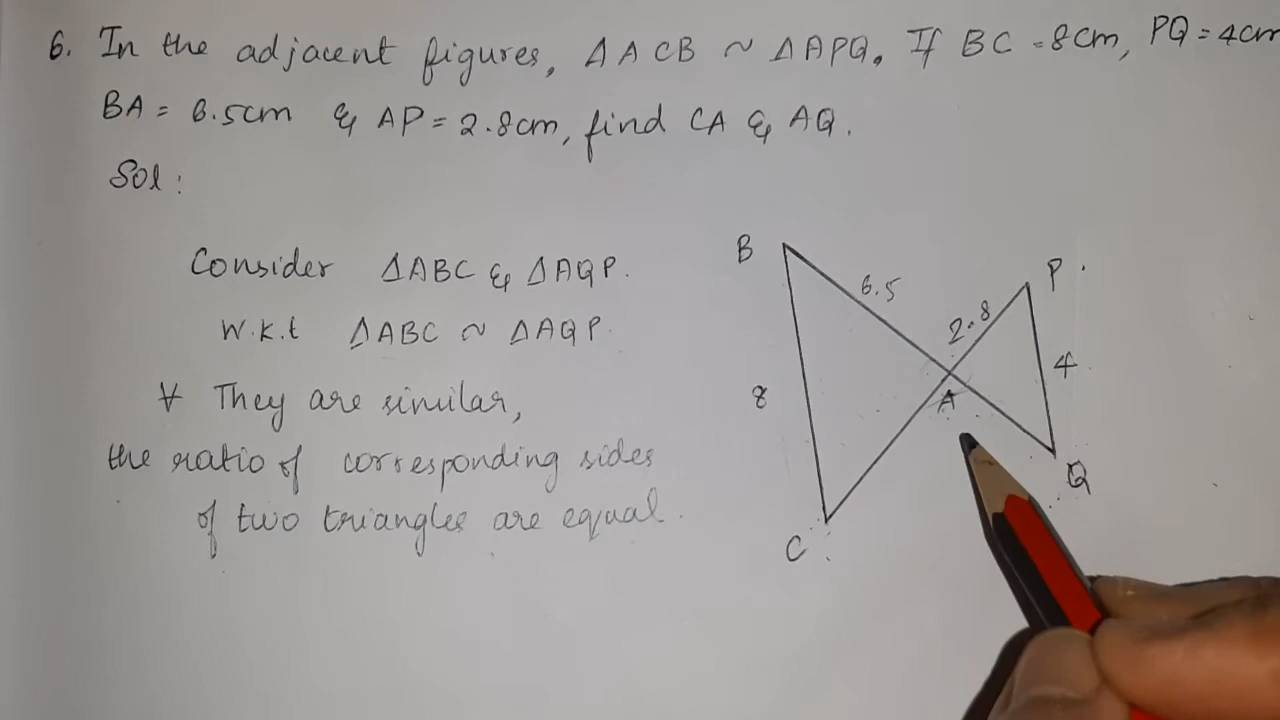 6. In the adjacent figures, ΔACB ~ ΔAPQ. If BC = 8cm, PQ = 4cm
BA = 6.5cm & AP = 2.8cm, find CA & AQ.
Sol:
Consider ΔABC & ΔAQP.
W.k.t ΔABC ~ ΔAQP.
∀ They are similar,
the ratio of corresponding sides
of two triangles are equal.
B
6.5
P
2.8
8
4
A
Q
C